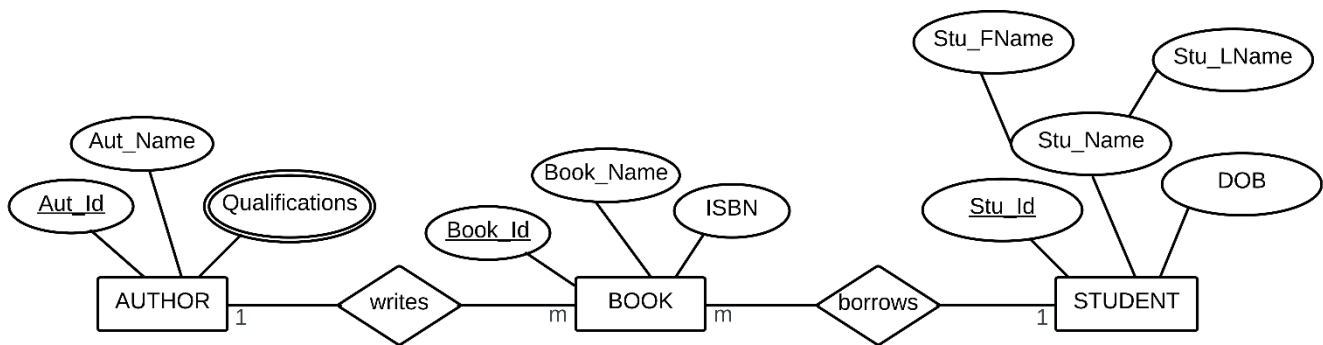 Stu_FName
Stu_LName
Aut_Name
Stu_Name
Book_Name
DOB
Aut_Id
Qualifications
ISBN
Stu_Id
Book_Id
AUTHOR
writes
BOOK
borrows
STUDENT
1
m
m
1